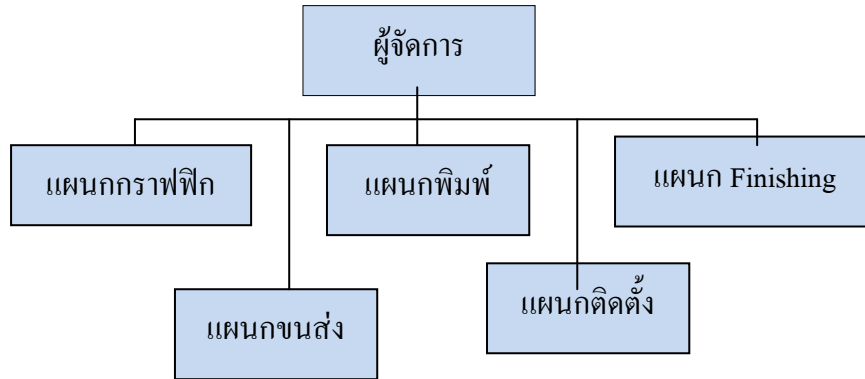 ผู้จัดการ
แผนกกราฟฟิก
แผนกพิมพ์
แผนก Finishing
แผนกขนส่ง
แผนกติดตั้ง